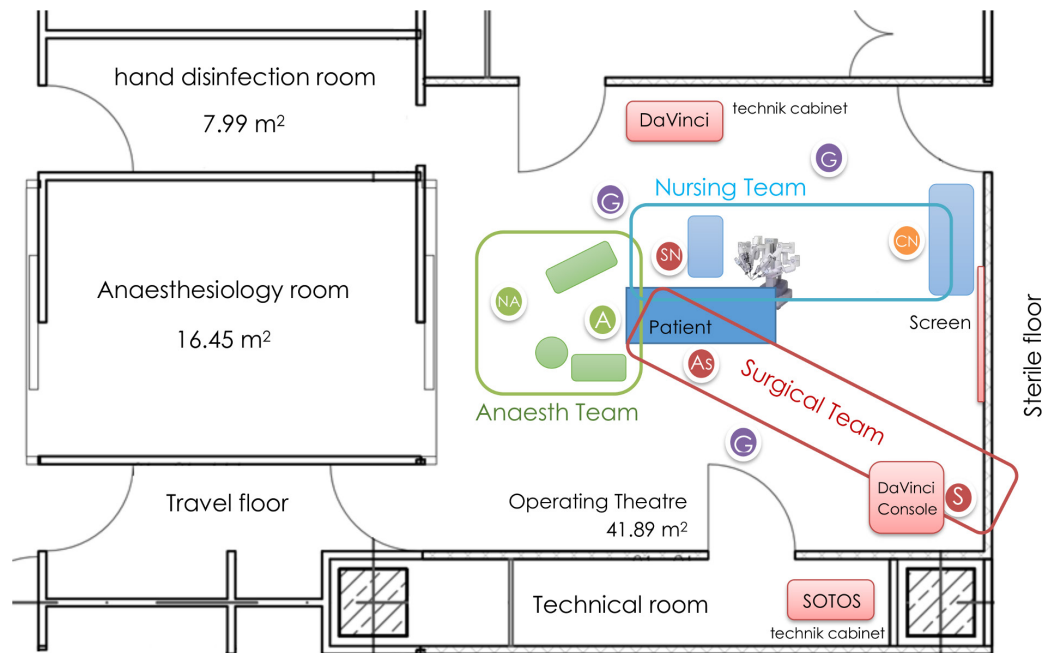 hand disinfection room
7.99 m²
DaVinci
technik cabinet
G
G
Nursing Team
SN
CN
Anaesthesiology room
16.45 m²
NA
A
Patient
Screen
Sterile floor
As
Surgical Team
Anaesth Team
G
Travel floor
Operating Theatre
41.89 m²
DaVinci
Console
S
Technical room
SOTOS
technik cabinet